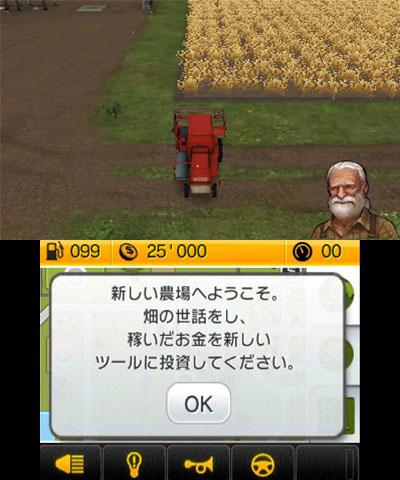 099 25'000 00
新しい農場へようこそ。
畑の世話をし、
稼いだお金を新しい
ツールに投資してください。
OK